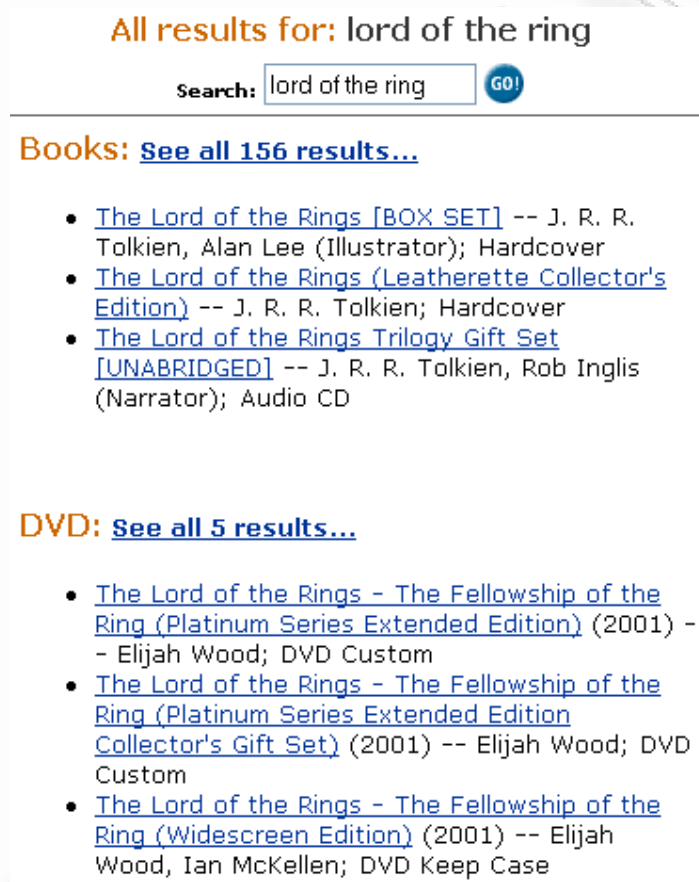 All results for: lord of the ring
Search: lord of the ring GO!
Books: See all 156 results...
• The Lord of the Rings [BOX SET] -- J. R. R.
Tolkien, Alan Lee (Illustrator); Hardcover
• The Lord of the Rings (Leatherette Collector's
Edition) -- J. R. R. Tolkien; Hardcover
• The Lord of the Rings Trilogy Gift Set
[UNABRIDGED] -- J. R. R. Tolkien, Rob Inglis
(Narrator); Audio CD
DVD: See all 5 results...
• The Lord of the Rings - The Fellowship of the
Ring (Platinum Series Extended Edition) (2001) -
- Elijah Wood; DVD Custom
• The Lord of the Rings - The Fellowship of the
Ring (Platinum Series Extended Edition
Collector's Gift Set) (2001) -- Elijah Wood; DVD
Custom
• The Lord of the Rings - The Fellowship of the
Ring (Widescreen Edition) (2001) -- Elijah
Wood, Ian McKellen; DVD Keep Case